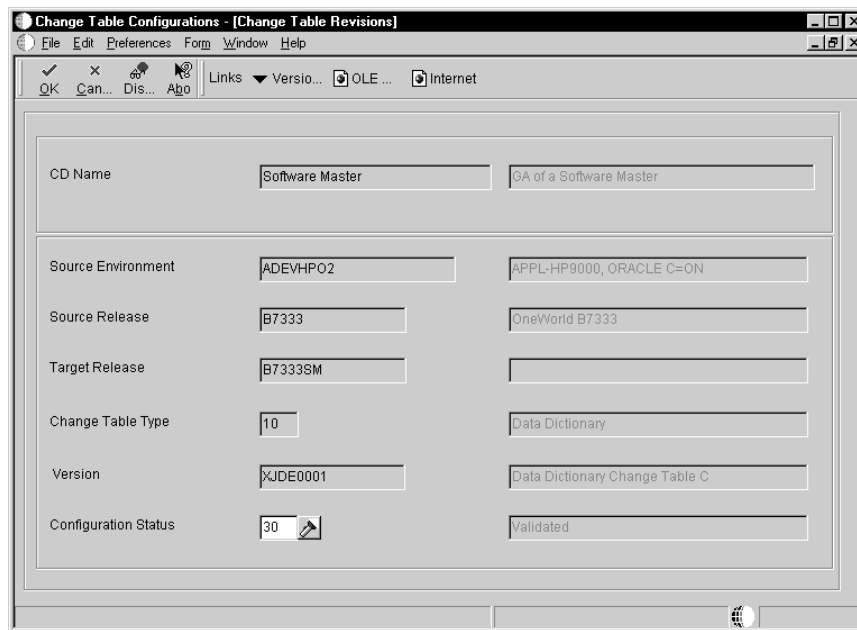 Change Table Configurations - [Change Table Revisions]
File Edit Preferences Form Window Help
OK Can... Dis... Abo Links Versio... OLE ... Internet
CD Name Software Master GA of a Software Master
Source Environment ADEVHPO2 APPL-HP9000, ORACLE C=ON
Source Release B7333 OneWorld B7333
Target Release B7333SM
Change Table Type 10 Data Dictionary
Version XJDE0001 Data Dictionary Change Table C
Configuration Status 30 Validated